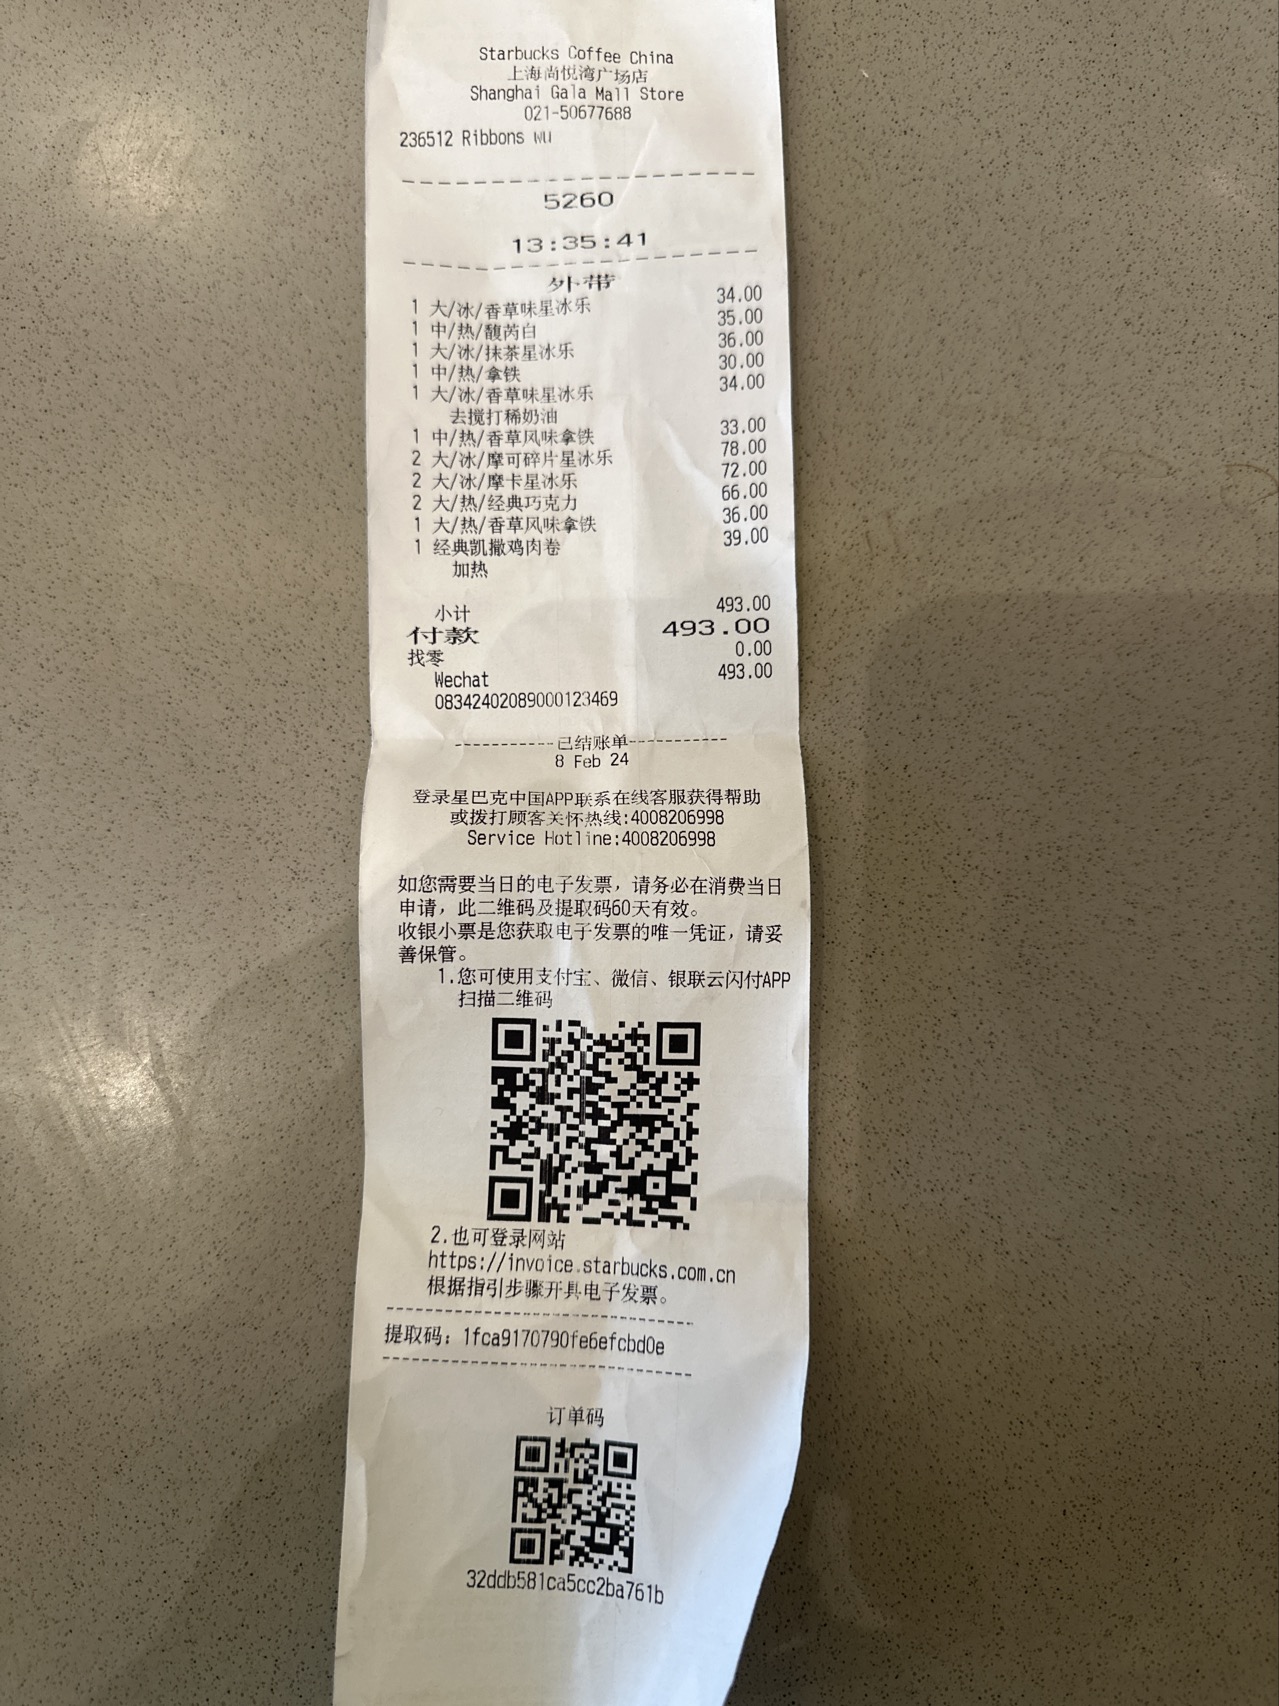 Starbucks Coffee China
上海尚悦湾广场店
Shanghai Gala Mall Store
021-50677688
236512 Ribbons wu
5260
13:35:41
外带
1 大/冰/香草味星冰乐 34.00
1 中/热/馥芮白 35.00
1 大/冰/抹茶星冰乐 36.00
1 中/热/拿铁 30.00
1 大/冰/香草味星冰乐 34.00
去搅打稀奶油
1 中/热/香草风味拿铁 33.00
2 大/冰/摩可碎片星冰乐 78.00
2 大/冰/摩卡星冰乐 72.00
2 大/热/经典巧克力 66.00
1 大/热/香草风味拿铁 36.00
1 经典凯撒鸡肉卷 39.00
加热
小计 493.00
付款 493.00
找零 0.00
Wechat 493.00
08342402089000123469
-----------已结账单-----------
8 Feb 24
登录星巴克中国APP联系在线客服获得帮助
或拨打顾客关怀热线:4008206998
Service Hotline:4008206998
如您需要当日的电子发票，请务必在消费当日
申请，此二维码及提取码60天有效。
收银小票是您获取电子发票的唯一凭证，请妥
善保管。
1.您可使用支付宝、微信、银联云闪付APP
扫描二维码
2.也可登录网站
https://invoice.starbucks.com.cn
根据指引步骤开具电子发票。
提取码：1fca9170790fe6efcbd0e
订单码
32ddb581ca5cc2ba761b